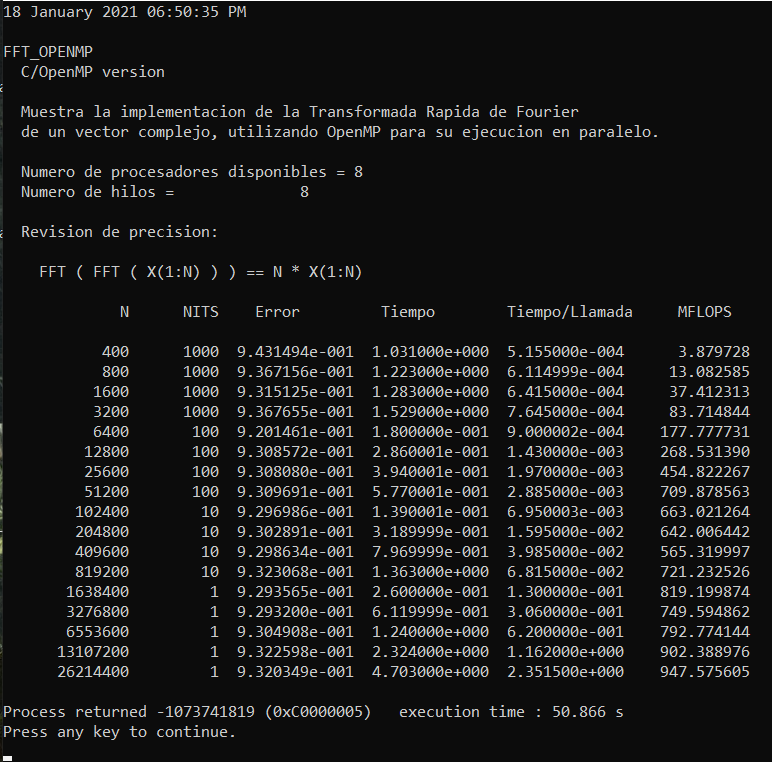 18 January 2021 06:50:35 PM
FFT_OPENMP
C/OpenMP version
Muestra la implementacion de la Transformada Rapida de Fourier
de un vector complejo, utilizando OpenMP para su ejecucion en paralelo.
Numero de procesadores disponibles = 8
Numero de hilos = 8
Revision de precision:
FFT ( FFT ( X(1:N) ) ) == N * X(1:N)
N NITS Error Tiempo Tiempo/Llamada MFLOPS
400 1000 9.431494e-001 1.031000e+000 5.155000e-004 3.879728
800 1000 9.367156e-001 1.223000e+000 6.114999e-004 13.082585
1600 1000 9.315125e-001 1.283000e+000 6.415000e-004 37.412313
3200 1000 9.367655e-001 1.529000e+000 7.645000e-004 83.714844
6400 100 9.201461e-001 1.800000e-001 9.000002e-004 177.777731
12800 100 9.308572e-001 2.860001e-001 1.430000e-003 268.531390
25600 100 9.308080e-001 3.940001e-001 1.970000e-003 454.822267
51200 100 9.309691e-001 5.770001e-001 2.885000e-003 709.878563
102400 10 9.296986e-001 1.390001e-001 6.950003e-003 663.021264
204800 10 9.302891e-001 3.189999e-001 1.595000e-002 642.006442
409600 10 9.298634e-001 7.969999e-001 3.985000e-002 565.319997
819200 10 9.323068e-001 1.363000e+000 6.815000e-002 721.232526
1638400 1 9.293565e-001 2.600000e-001 1.300000e-001 819.199874
3276800 1 9.293200e-001 6.119999e-001 3.060000e-001 749.594862
6553600 1 9.304908e-001 1.240000e+000 6.200000e-001 792.774144
13107200 1 9.322598e-001 2.324000e+000 1.162000e+000 902.388976
26214400 1 9.320349e-001 4.703000e+000 2.351500e+000 947.575605
Process returned -1073741819 (0xC0000005) execution time : 50.866 s
Press any key to continue.